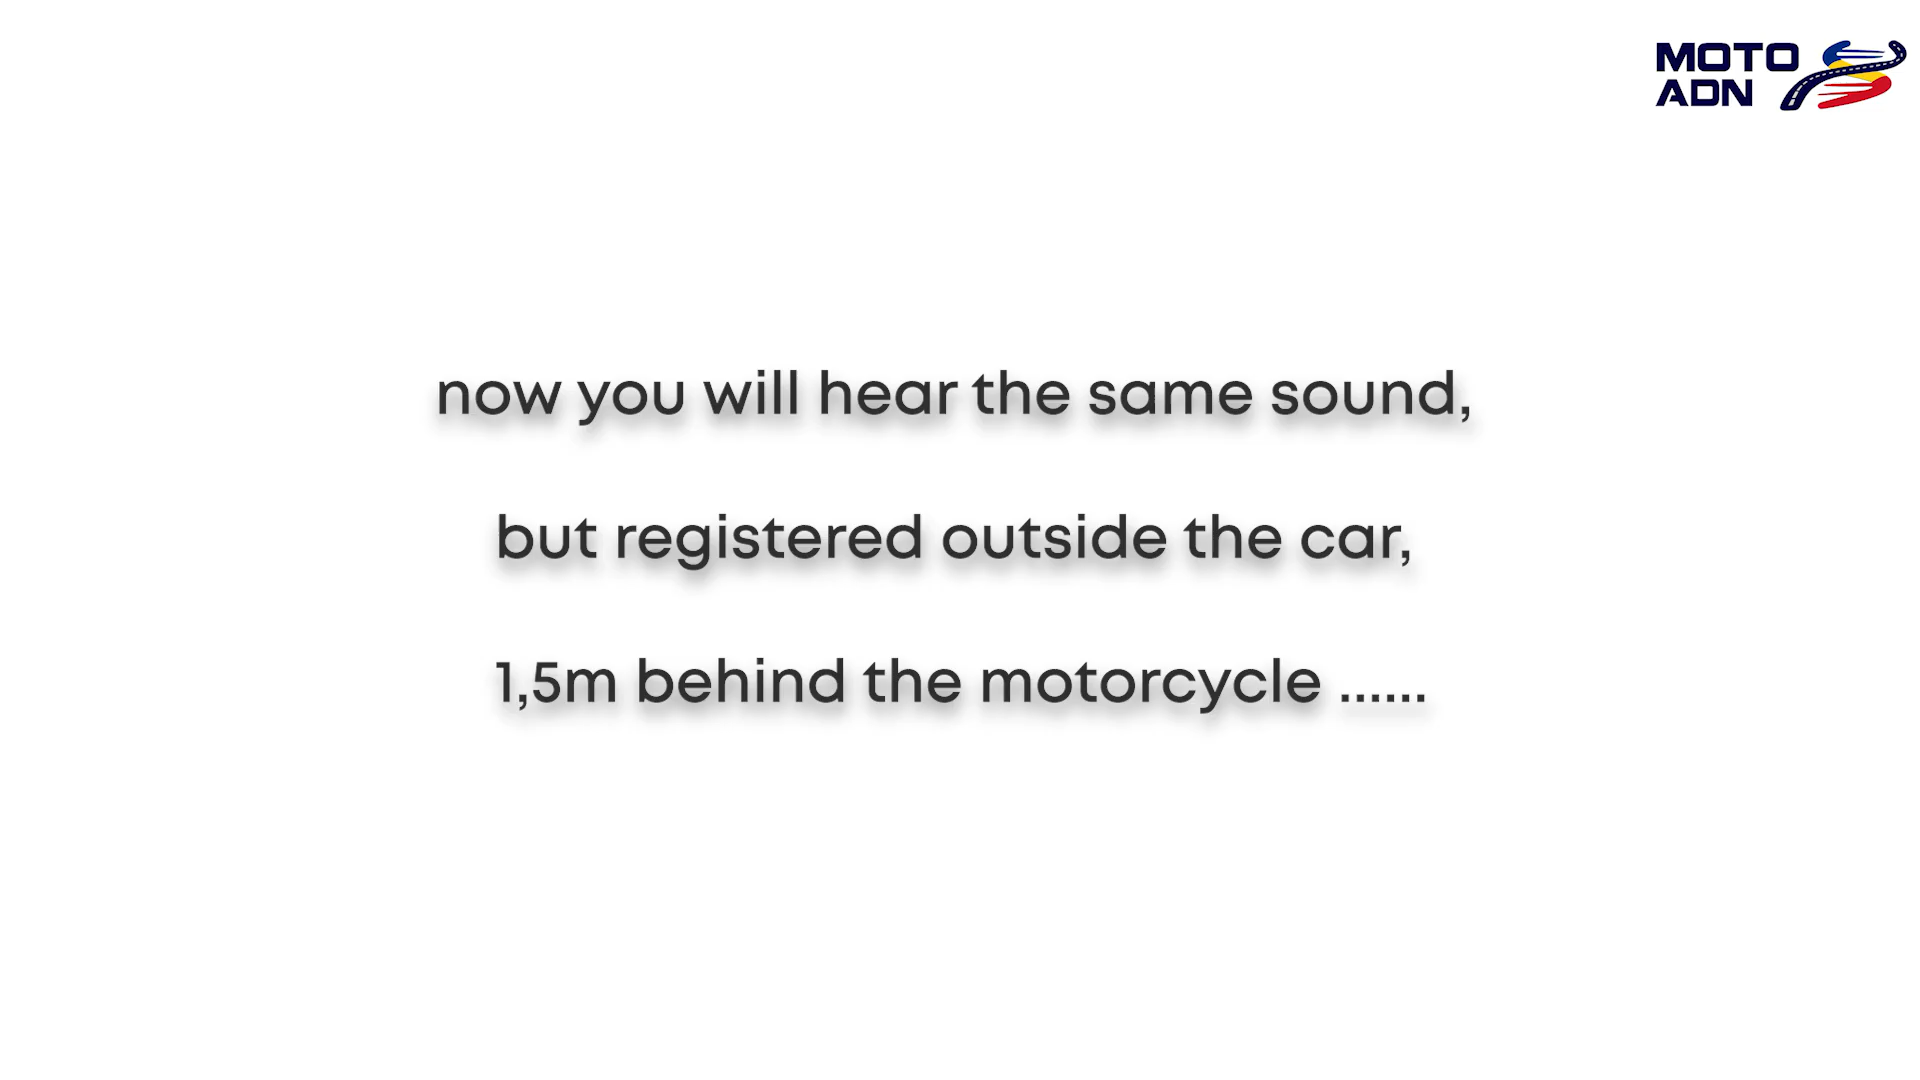 MOTO
ADN
now you will hear the same sound,
but registered outside the car,
1,5m behind the motorcycle ......